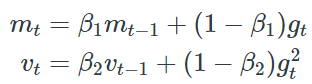 m_t = β_1 m_{t−1} + (1 − β_1) g_t
v_t = β_2 v_{t−1} + (1 − β_2) g_t^2